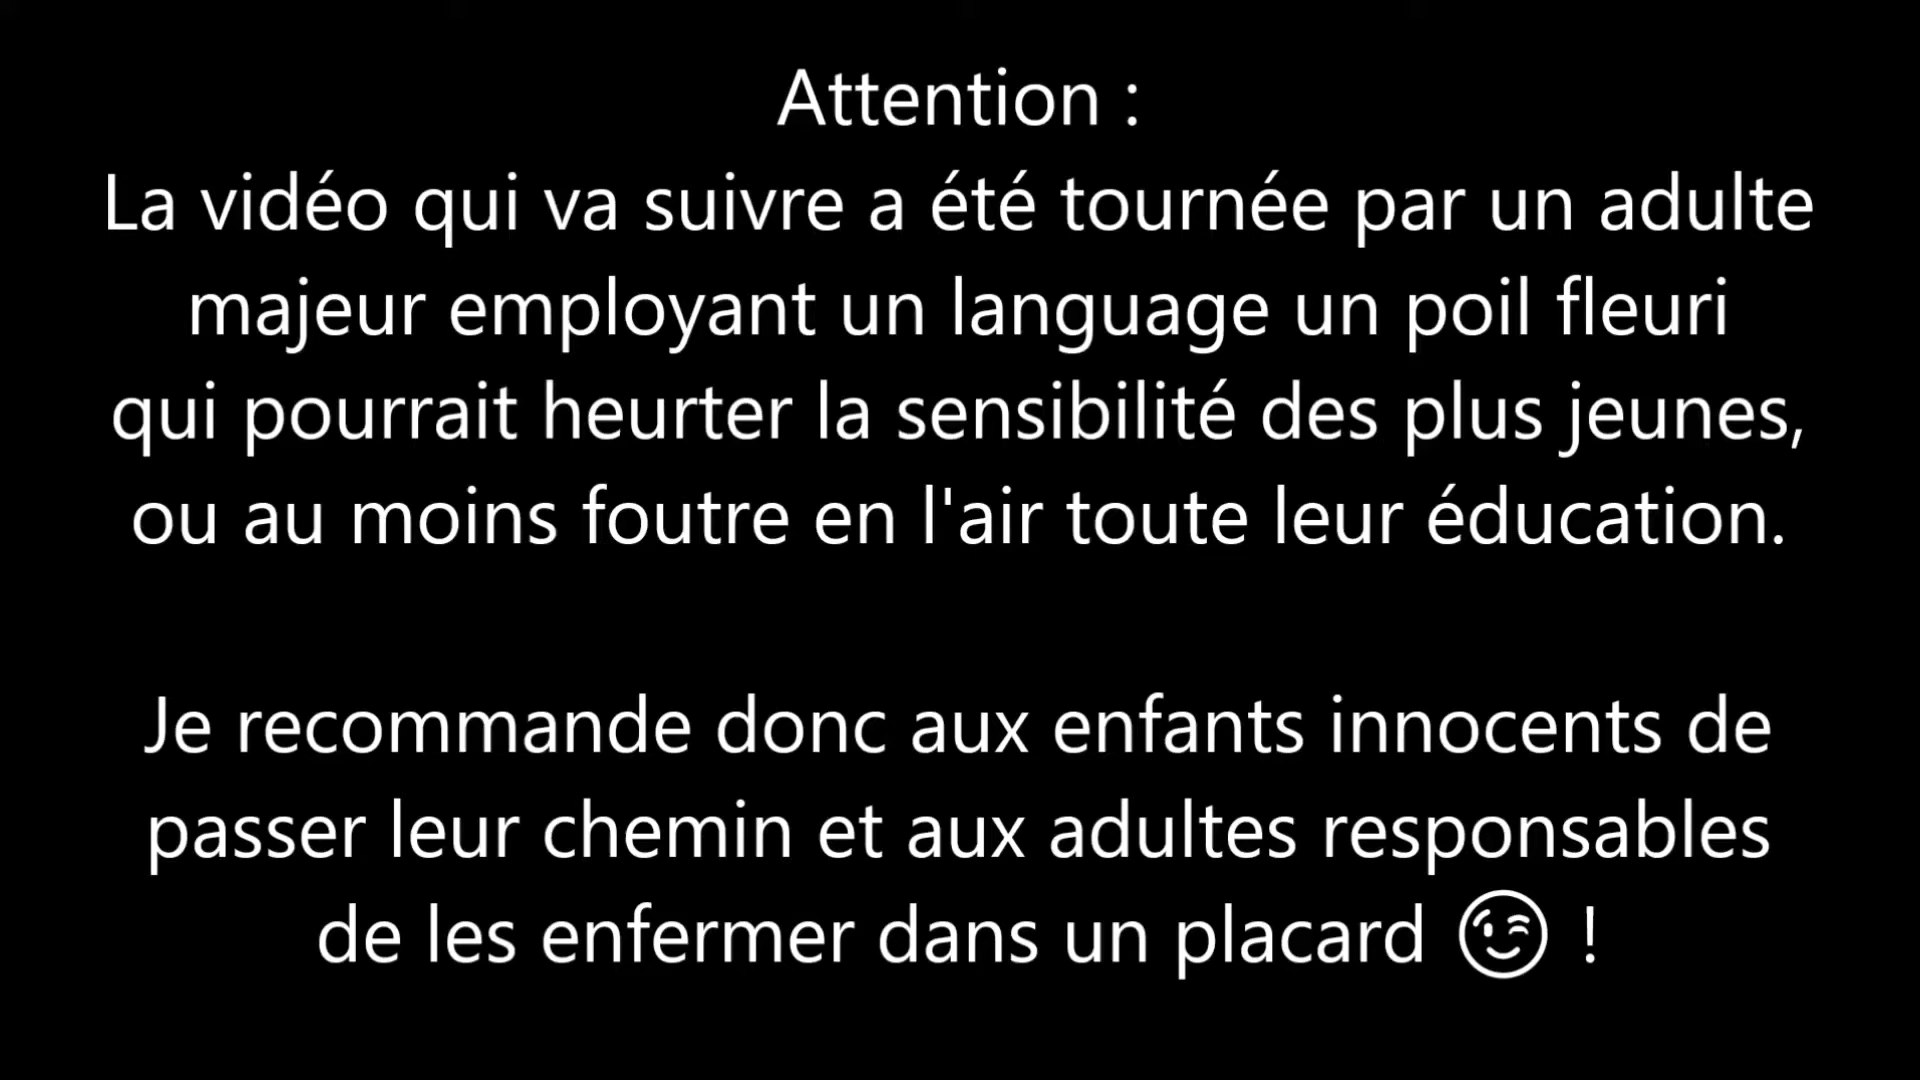 Attention :
La vidéo qui va suivre a été tournée par un adulte
majeur employant un language un poil fleuri
qui pourrait heurter la sensibilité des plus jeunes,
ou au moins foutre en l'air toute leur éducation.
Je recommande donc aux enfants innocents de
passer leur chemin et aux adultes responsables
de les enfermer dans un placard 😉 !